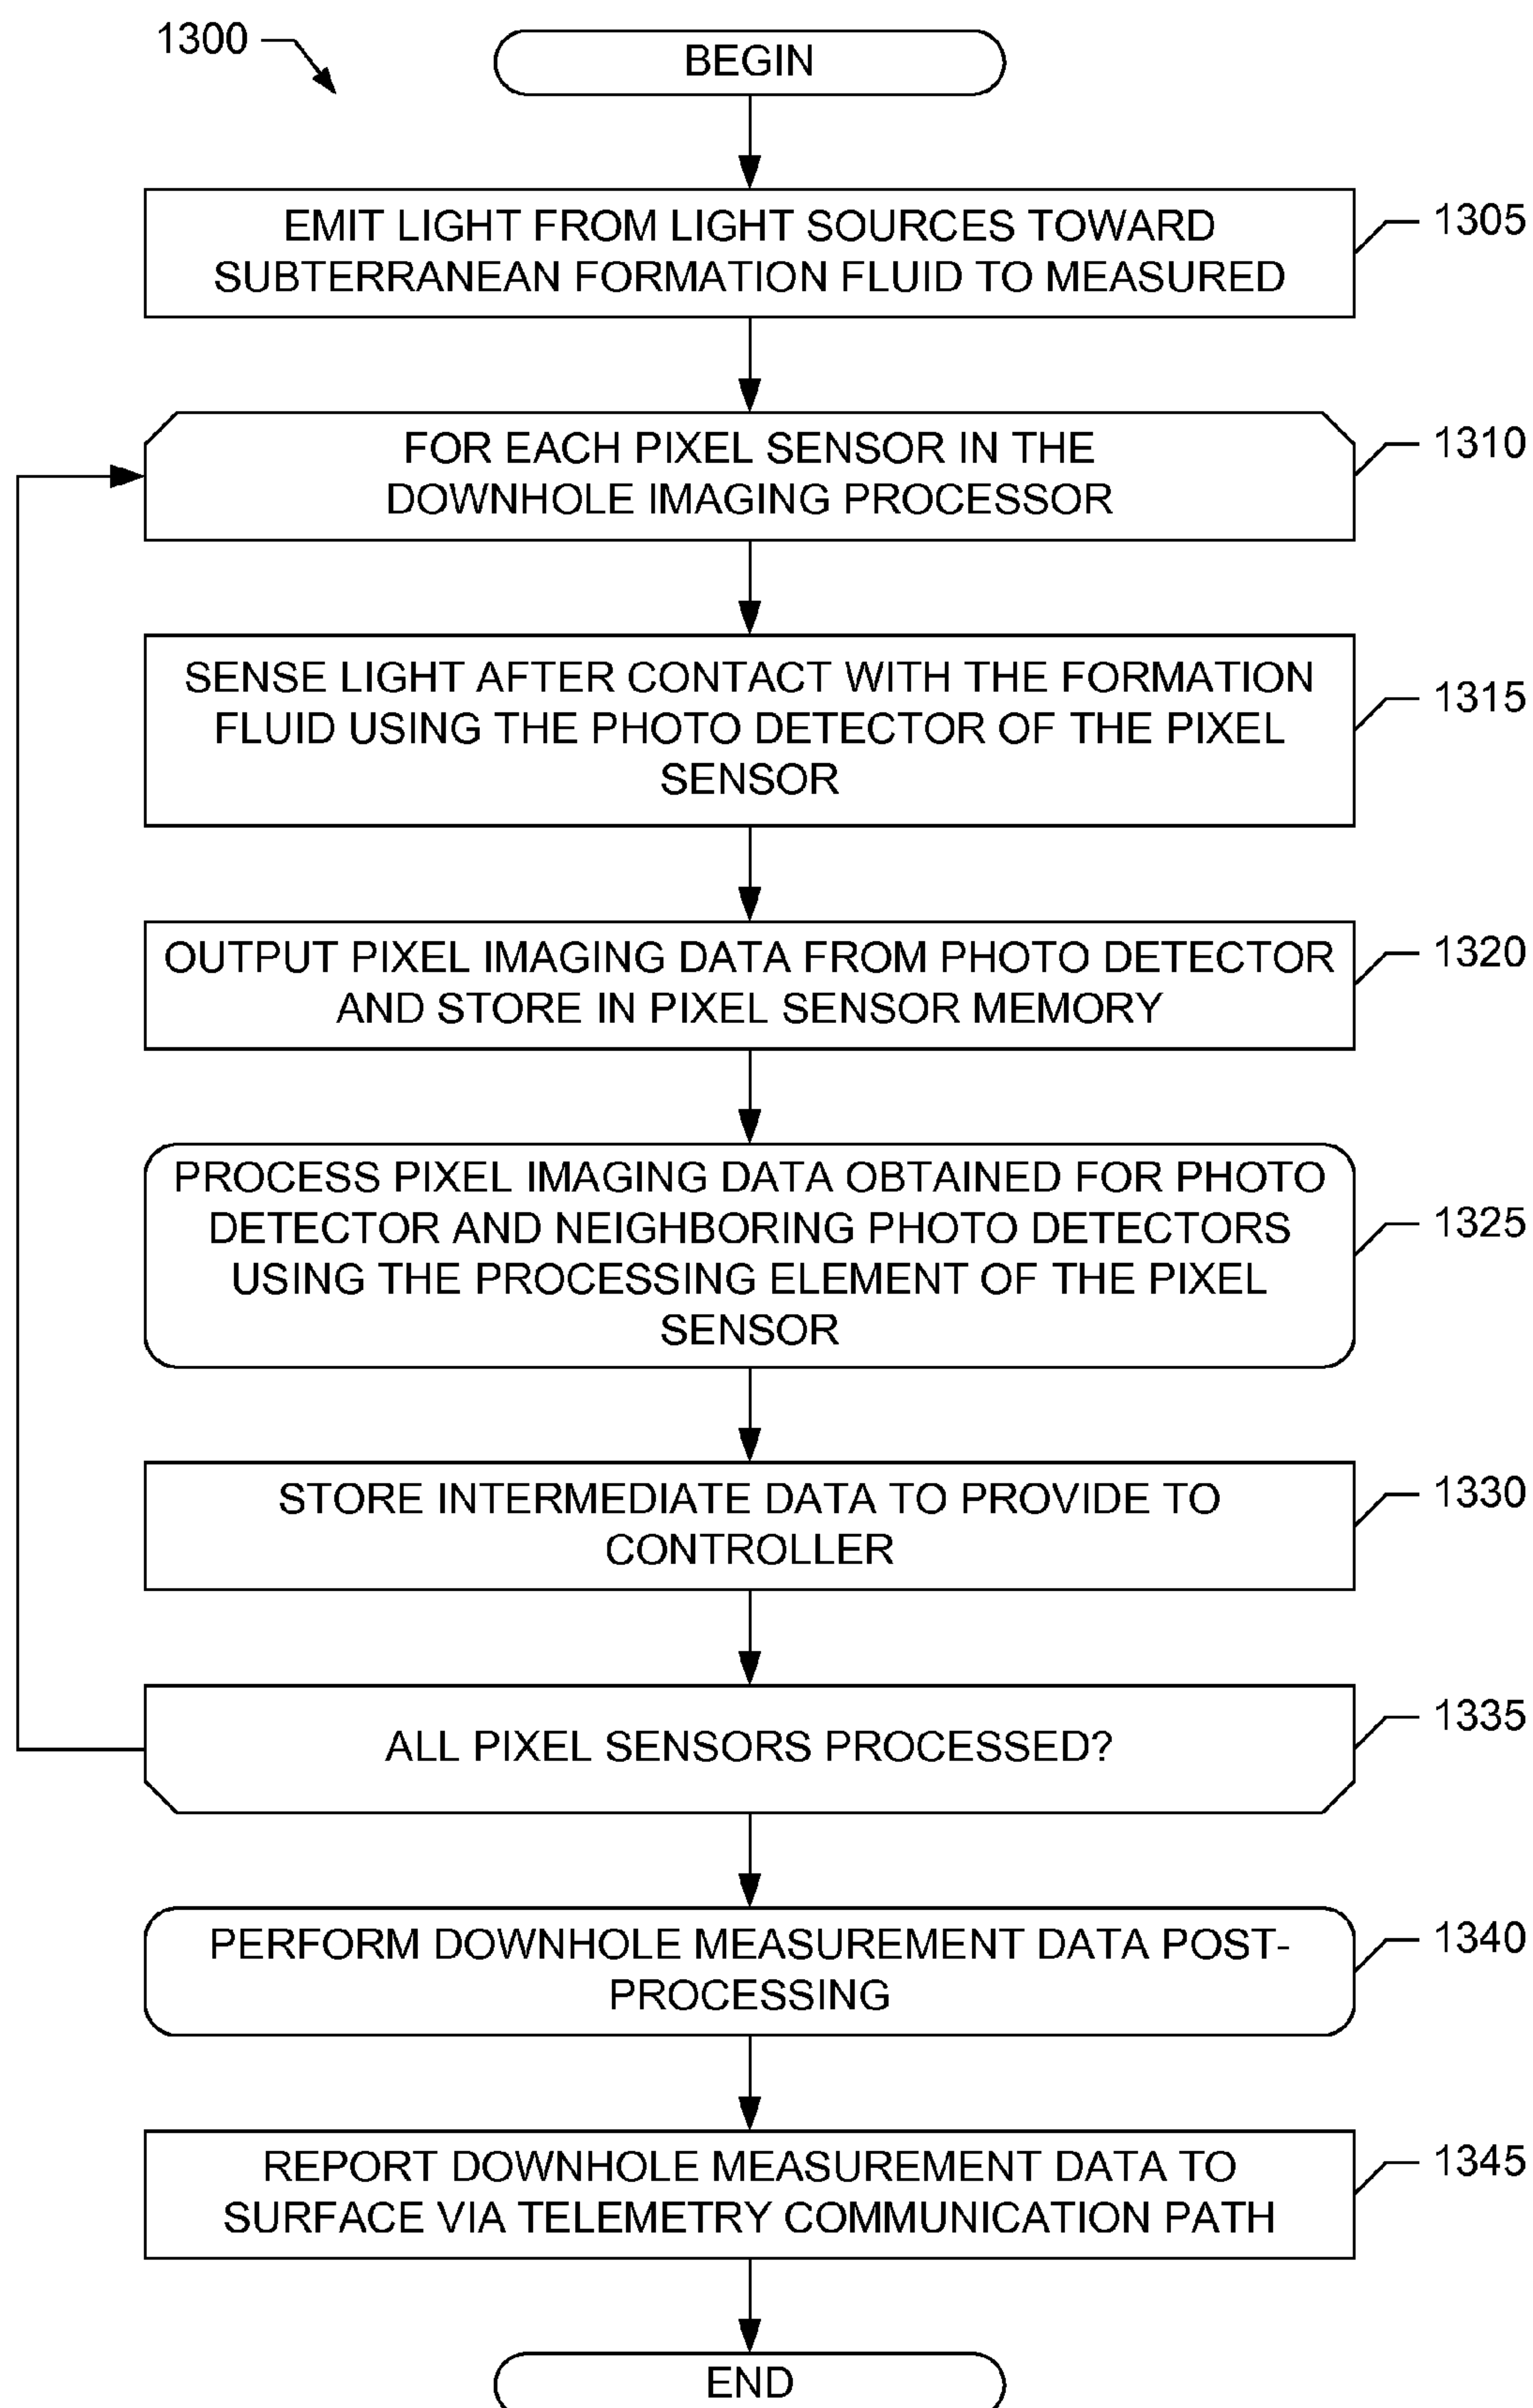 1300
BEGIN
EMIT LIGHT FROM LIGHT SOURCES TOWARD
SUBTERRANEAN FORMATION FLUID TO MEASURED
1305
FOR EACH PIXEL SENSOR IN THE
DOWNHOLE IMAGING PROCESSOR
1310
SENSE LIGHT AFTER CONTACT WITH THE FORMATION
FLUID USING THE PHOTO DETECTOR OF THE PIXEL
SENSOR
1315
OUTPUT PIXEL IMAGING DATA FROM PHOTO DETECTOR
AND STORE IN PIXEL SENSOR MEMORY
1320
PROCESS PIXEL IMAGING DATA OBTAINED FOR PHOTO
DETECTOR AND NEIGHBORING PHOTO DETECTORS
USING THE PROCESSING ELEMENT OF THE PIXEL
SENSOR
1325
STORE INTERMEDIATE DATA TO PROVIDE TO
CONTROLLER
1330
ALL PIXEL SENSORS PROCESSED?
1335
PERFORM DOWNHOLE MEASUREMENT DATA POST-
PROCESSING
1340
REPORT DOWNHOLE MEASUREMENT DATA TO
SURFACE VIA TELEMETRY COMMUNICATION PATH
1345
END